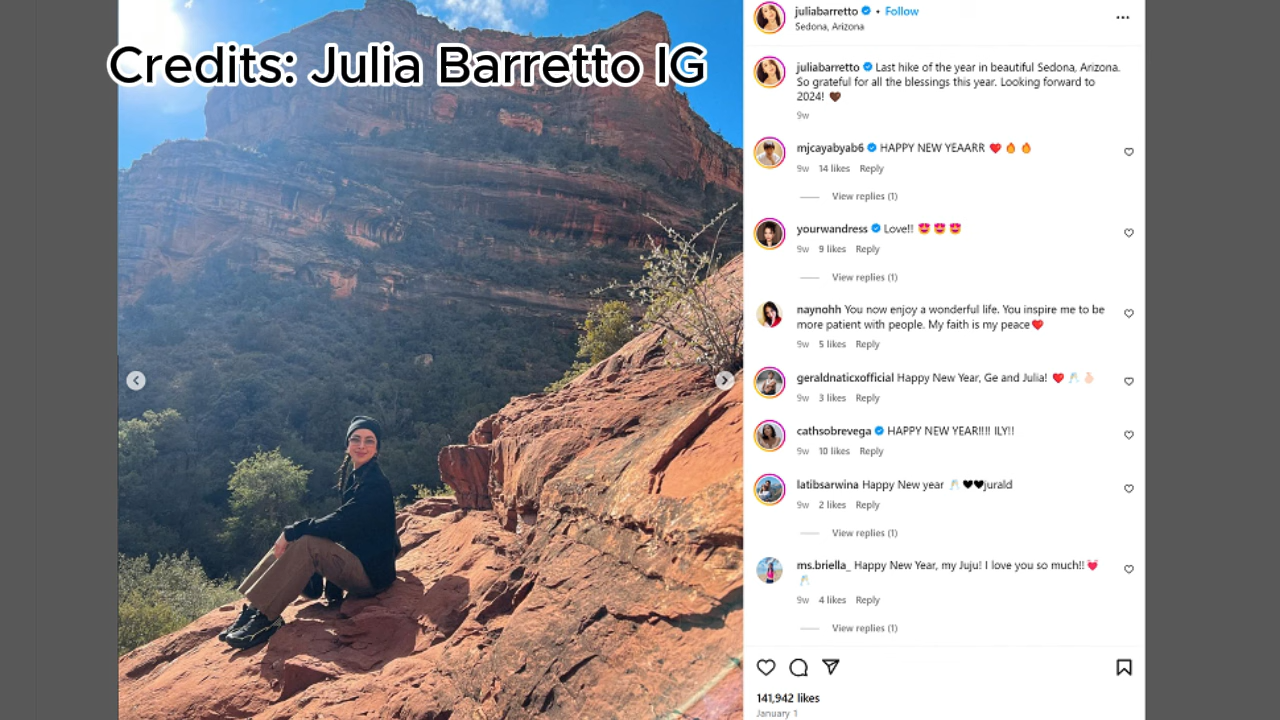 Credits: Julia Barretto IG
juliabarretto • Follow
Sedona, Arizona
juliabarretto Last hike of the year in beautiful Sedona, Arizona.
So grateful for all the blessings this year. Looking forward to
2024! 🤎
9w
mjcayabyab6 HAPPY NEW YEAARR ❤️🔥🔥
9w 14 likes Reply
View replies (1)
yourwandress Love!! 😍😍😍
9w 9 likes Reply
View replies (1)
naynohh You now enjoy a wonderful life. You inspire me to be
more patient with people. My faith is my peace❤️
9w 5 likes Reply
geraldnaticxofficial Happy New Year, Ge and Julia! ❤️🥂🫰🏻
9w 3 likes Reply
cathsobrevega HAPPY NEW YEAR!!!! ILY!!
9w 10 likes Reply
latibsarwina Happy New year 🥂🖤🖤jurald
9w 2 likes Reply
View replies (1)
ms.briella_ Happy New Year, my Juju! I love you so much!!💓
🥂
9w 4 likes Reply
View replies (1)
141,942 likes
January 1